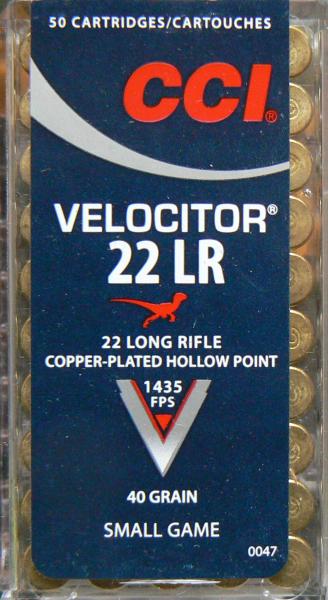 50 CARTRIDGES/CARTOUCHES
CCI®
VELOCITOR®
22 LR
22 LONG RIFLE
COPPER-PLATED HOLLOW POINT
1435
FPS
40 GRAIN
SMALL GAME
0047